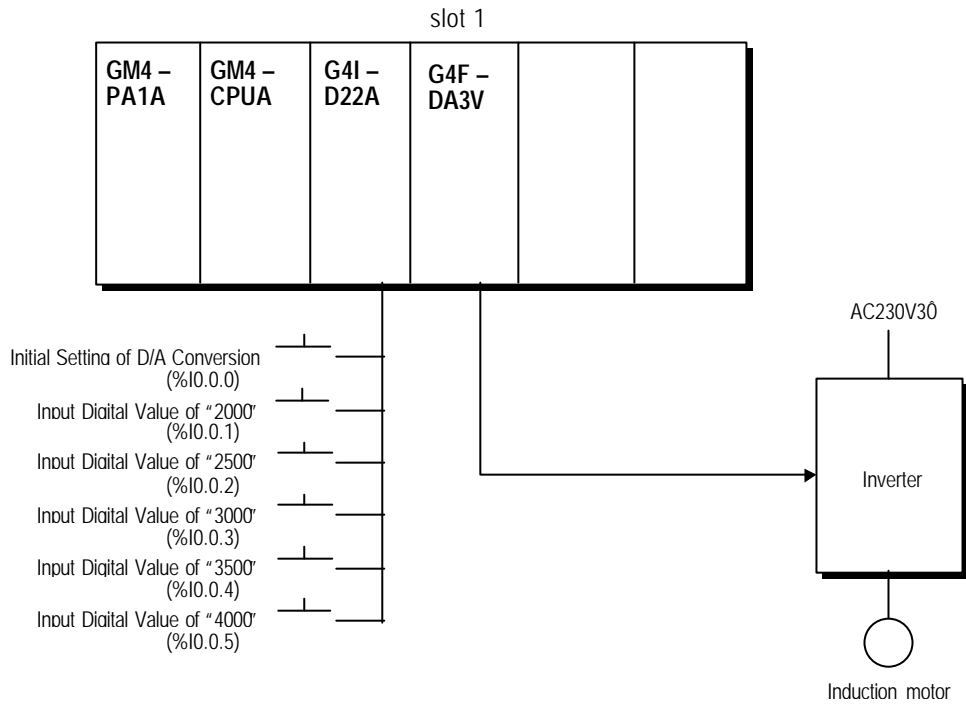 slot 1
GM4 – PA1A
GM4 – CPUA
G4I – D22A
G4F – DA3V
Initial Setting of D/A Conversion
(%I0.0.0)
Input Digital Value of “2000”
(%I0.0.1)
Input Digital Value of “2500”
(%I0.0.2)
Input Digital Value of “3000”
(%I0.0.3)
Input Digital Value of “3500”
(%I0.0.4)
Input Digital Value of “4000”
(%I0.0.5)
AC230V3Ô
Inverter
Induction motor